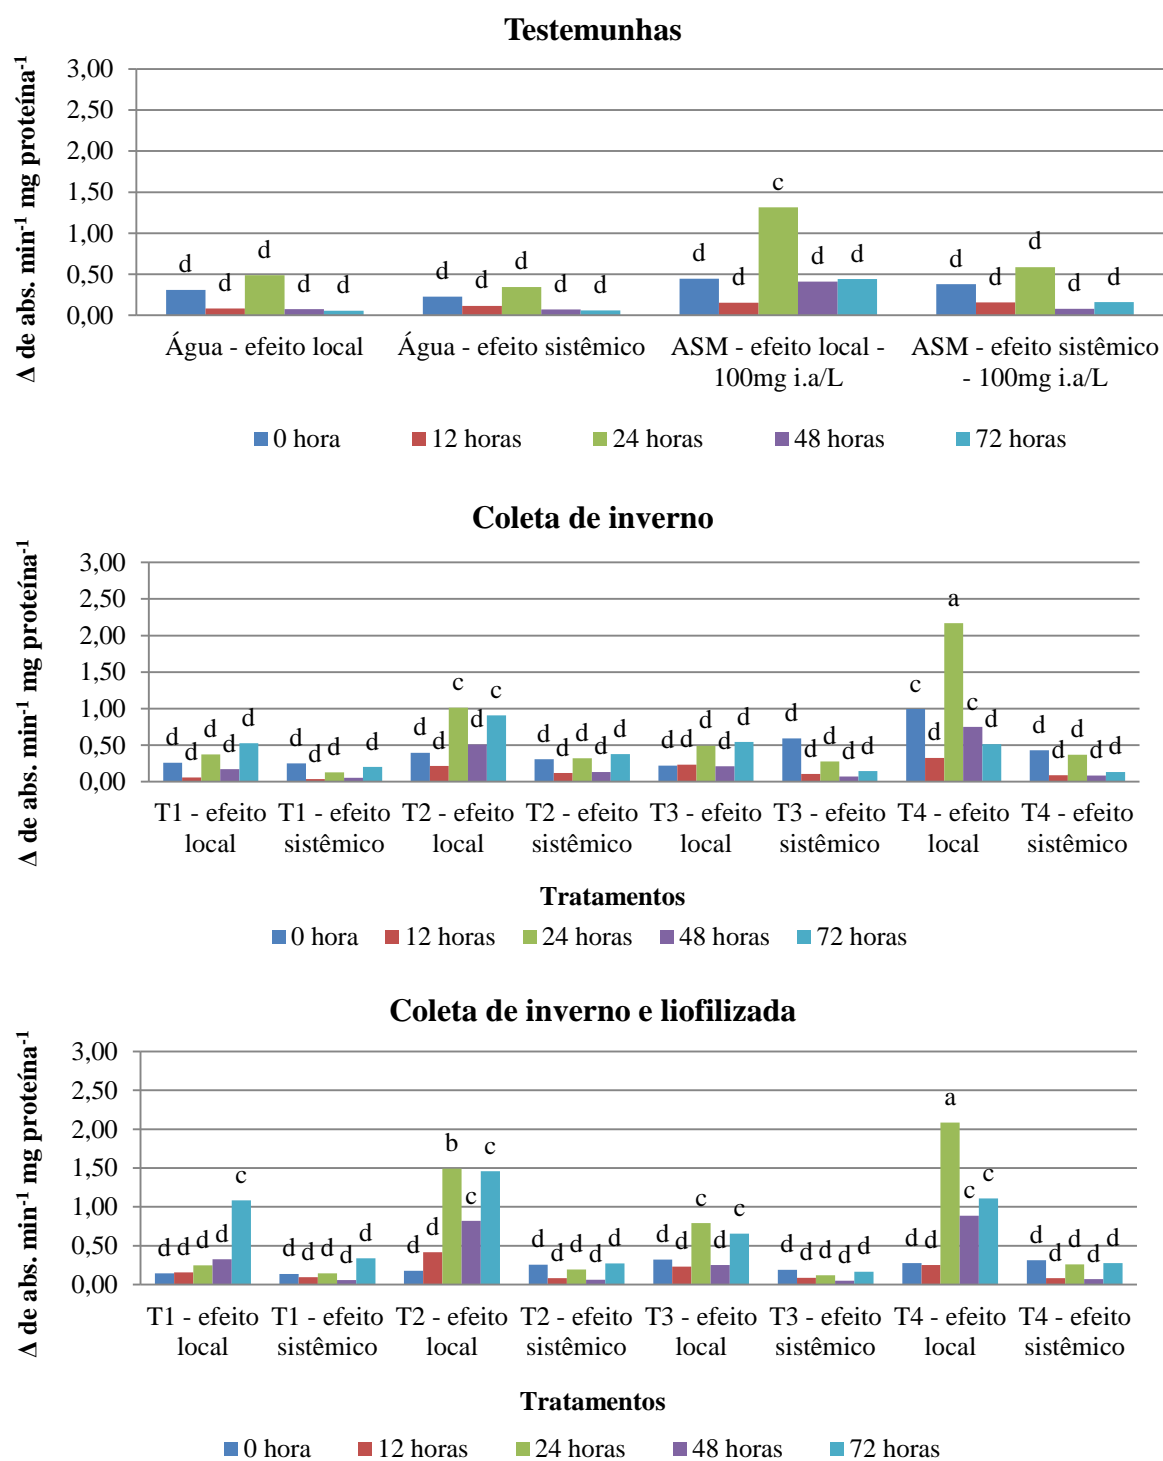 Testemunhas
Δ de abs. min-1 mg proteína-1
3,00
2,50
2,00
1,50
1,00
0,50
0,00
d d d d d d d d d d d d c d d d d d d d
Água - efeito local
Água - efeito sistêmico
ASM - efeito local -
100mg i.a/L
ASM - efeito sistêmico
- 100mg i.a/L
0 hora 12 horas 24 horas 48 horas 72 horas
Coleta de inverno
Δ de abs. min-1 mg proteína-1
3,00
2,50
2,00
1,50
1,00
0,50
0,00
d d d d d d d d d d c d c d d d d d d d d d d d d c d a c d d d d d d
T1 - efeito
local
T1 - efeito
sistêmico
T2 - efeito
local
T2 - efeito
sistêmico
T3 - efeito
local
T3 - efeito
sistêmico
T4 - efeito
local
T4 - efeito
sistêmico
Tratamentos
0 hora 12 horas 24 horas 48 horas 72 horas
Coleta de inverno e liofilizada
Δ de abs. min-1 mg proteína-1
3,00
2,50
2,00
1,50
1,00
0,50
0,00
d d d d c d d d d d d d b c c d d d d d d d c d c d d d d d d d a c c d d d d d
T1 - efeito
local
T1 - efeito
sistêmico
T2 - efeito
local
T2 - efeito
sistêmico
T3 - efeito
local
T3 - efeito
sistêmico
T4 - efeito
local
T4 - efeito
sistêmico
Tratamentos
0 hora 12 horas 24 horas 48 horas 72 horas